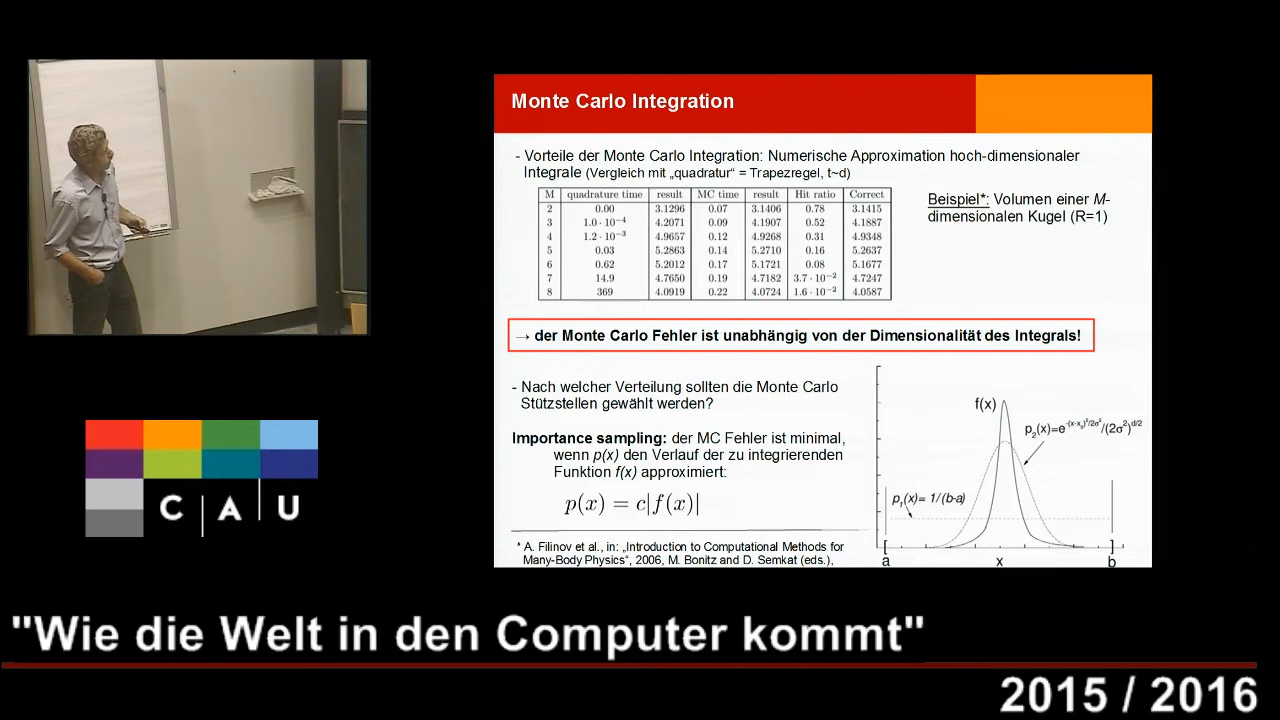 Monte Carlo Integration
- Vorteile der Monte Carlo Integration: Numerische Approximation hoch-dimensionaler
Integrale (Vergleich mit „quadratur“ = Trapezregel, t~d)
M quadrature time result MC time result Hit ratio Correct
2 0.00 3.1296 0.07 3.1406 0.78 3.1415
3 1.0 · 10⁻⁴ 4.2071 0.09 4.1907 0.52 4.1887
4 1.2 · 10⁻³ 4.9657 0.12 4.9268 0.31 4.9348
5 0.03 5.2863 0.14 5.2710 0.16 5.2637
6 0.62 5.2012 0.17 5.1721 0.08 5.1677
7 14.9 4.7650 0.19 4.7182 3.7 · 10⁻² 4.7247
8 369 4.0919 0.22 4.0724 1.6 · 10⁻² 4.0587
Beispiel*: Volumen einer M-
dimensionalen Kugel (R=1)
→ der Monte Carlo Fehler ist unabhängig von der Dimensionalität des Integrals!
- Nach welcher Verteilung sollten die Monte Carlo
Stützstellen gewählt werden?
Importance sampling: der MC Fehler ist minimal,
wenn p(x) den Verlauf der zu integrierenden
Funktion f(x) approximiert:
p(x) = c|f(x)|
* A. Filinov et al., in: „Introduction to Computational Methods for
Many-Body Physics“, 2006, M. Bonitz and D. Semkat (eds.),
f(x)
p₂(x)=e^-(x-x₀)²/2σ²/(2σ²)^d/2
p₁(x)= 1/(b-a)
[ ]
a x b
C | A | U
"Wie die Welt in den Computer kommt"
2015 / 2016